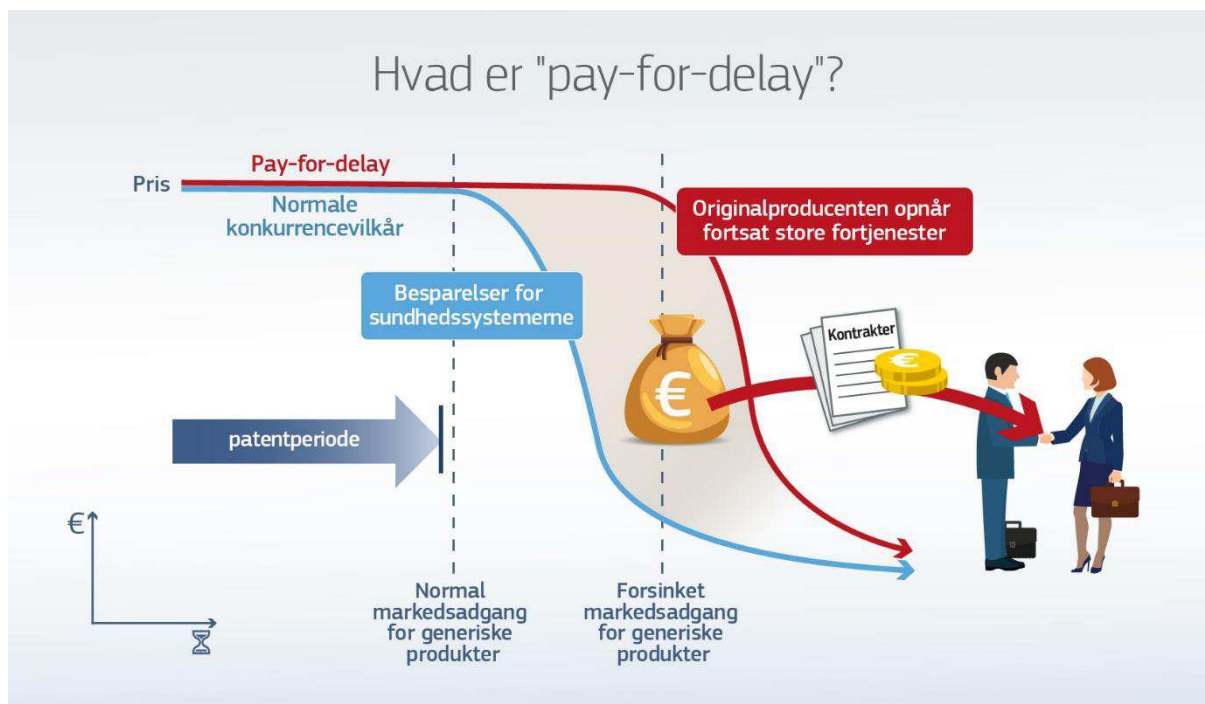 Hvad er "pay-for-delay"?
Pay-for-delay
Pris
Normale
konkurrencevilkår
Originalproducenten opnår
fortsat store fortjenester
Besparelser for
sundhedssystemerne
Kontrakter
€
€
patentperiode
€
Normal
markedsadgang
for generiske
produkter
Forsinket
markedsadgang
for generiske
produkter